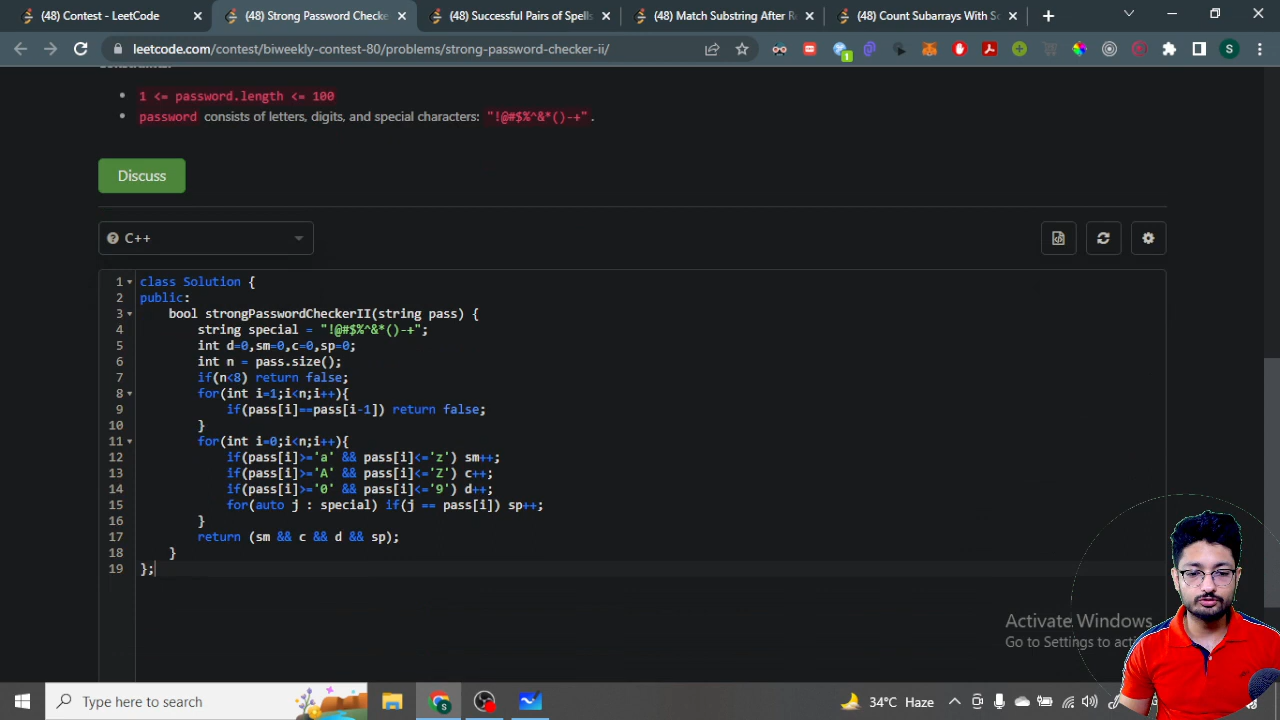 (48) Contest - LeetCode
(48) Strong Password Checke
(48) Successful Pairs of Spells
(48) Match Substring After R
(48) Count Subarrays With Sc
leetcode.com/contest/biweekly-contest-80/problems/strong-password-checker-ii/
1
S
1 <= password.length <= 100
password consists of letters, digits, and special characters: "!@#$%^&*()-+".
Discuss
C++
1 class Solution {
2 public:
3 bool strongPasswordCheckerII(string pass) {
4 string special = "!@#$%^&*()-+";
5 int d=0,sm=0,c=0,sp=0;
6 int n = pass.size();
7 if(n<8) return false;
8 for(int i=1;i<n;i++){
9 if(pass[i]==pass[i-1]) return false;
10 }
11 for(int i=0;i<n;i++){
12 if(pass[i]>='a' && pass[i]<='z') sm++;
13 if(pass[i]>='A' && pass[i]<='Z') c++;
14 if(pass[i]>='0' && pass[i]<='9') d++;
15 for(auto j : special) if(j == pass[i]) sp++;
16 }
17 return (sm && c && d && sp);
18 }
19 };
Activate Windows
Go to Settings to
Type here to search
34°C Haze